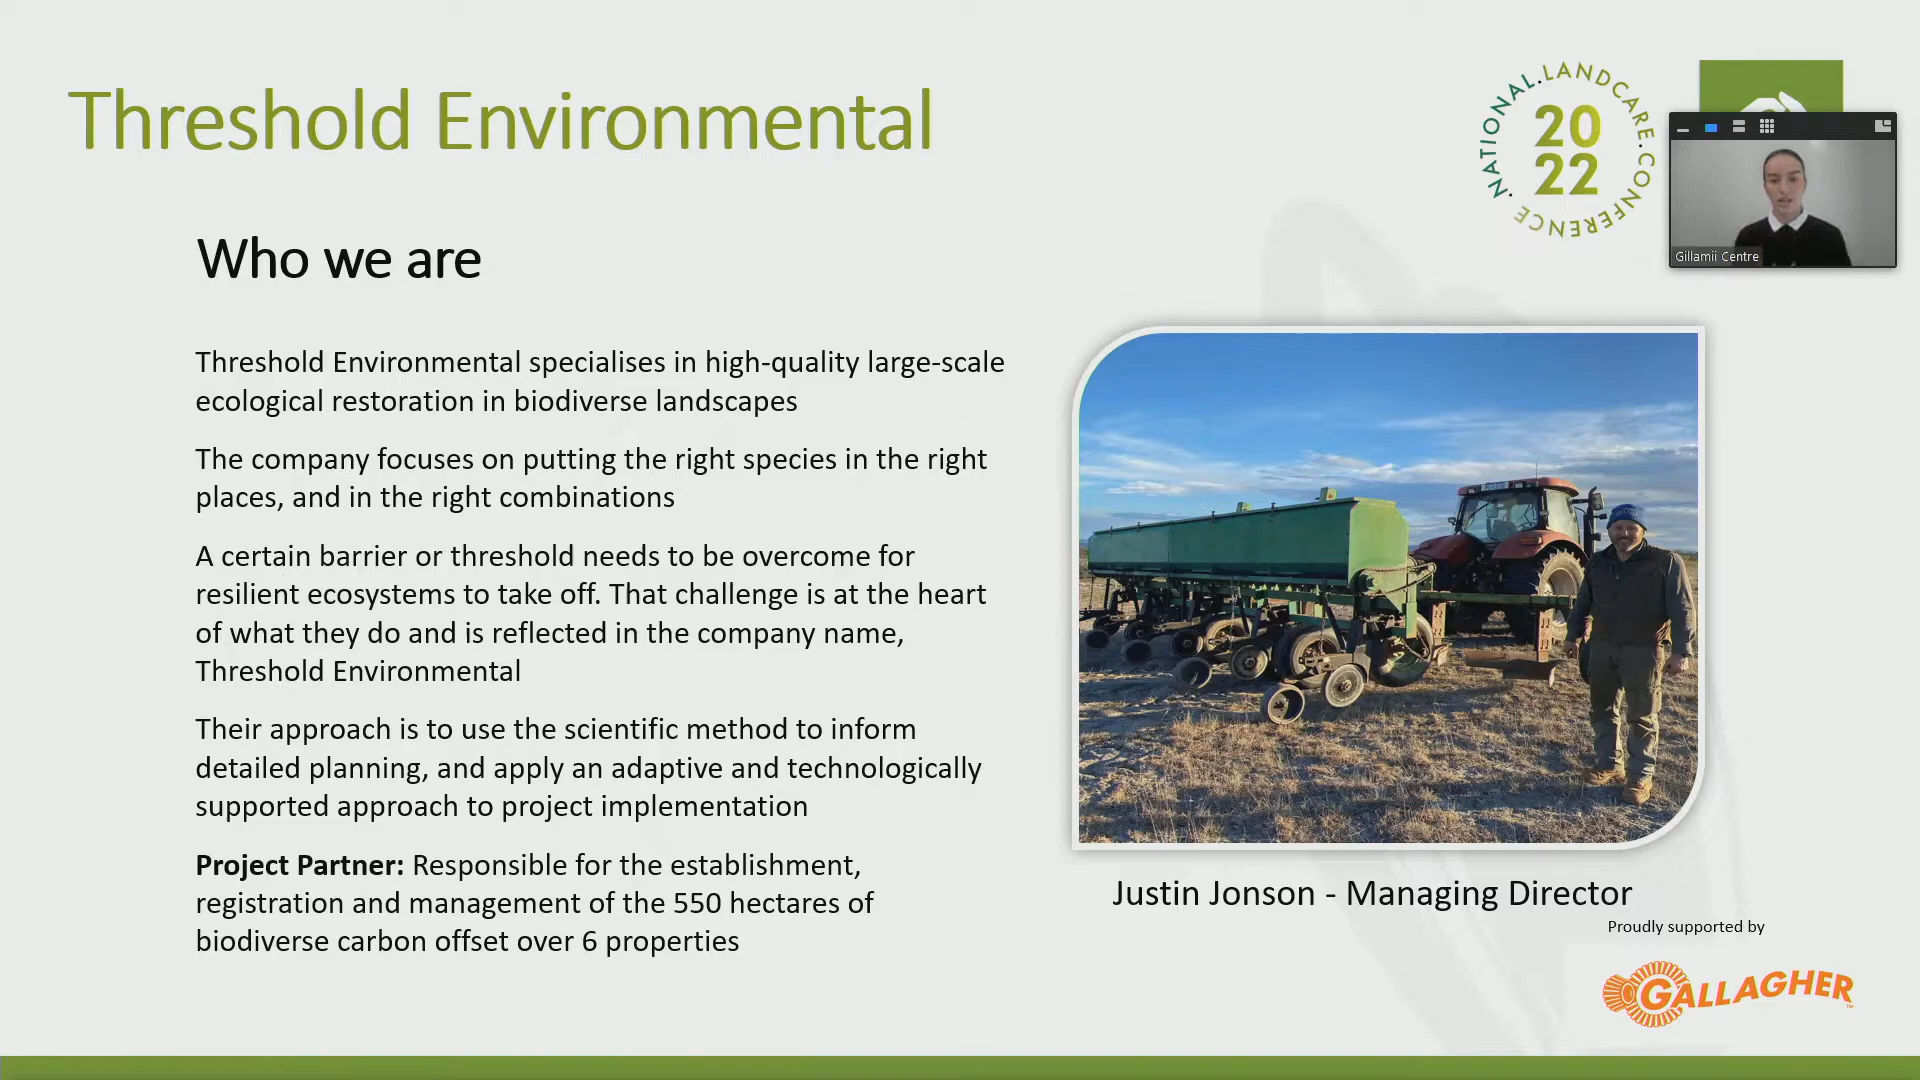 Threshold Environmental
NATIONAL.LANDCARE.CONFERENCE.
20
22
Gillamii Centre
Who we are
Threshold Environmental specialises in high-quality large-scale
ecological restoration in biodiverse landscapes
The company focuses on putting the right species in the right
places, and in the right combinations
A certain barrier or threshold needs to be overcome for
resilient ecosystems to take off. That challenge is at the heart
of what they do and is reflected in the company name,
Threshold Environmental
Their approach is to use the scientific method to inform
detailed planning, and apply an adaptive and technologically
supported approach to project implementation
Project Partner: Responsible for the establishment,
registration and management of the 550 hectares of
biodiverse carbon offset over 6 properties
Justin Jonson - Managing Director
Proudly supported by
GALLAGHER™